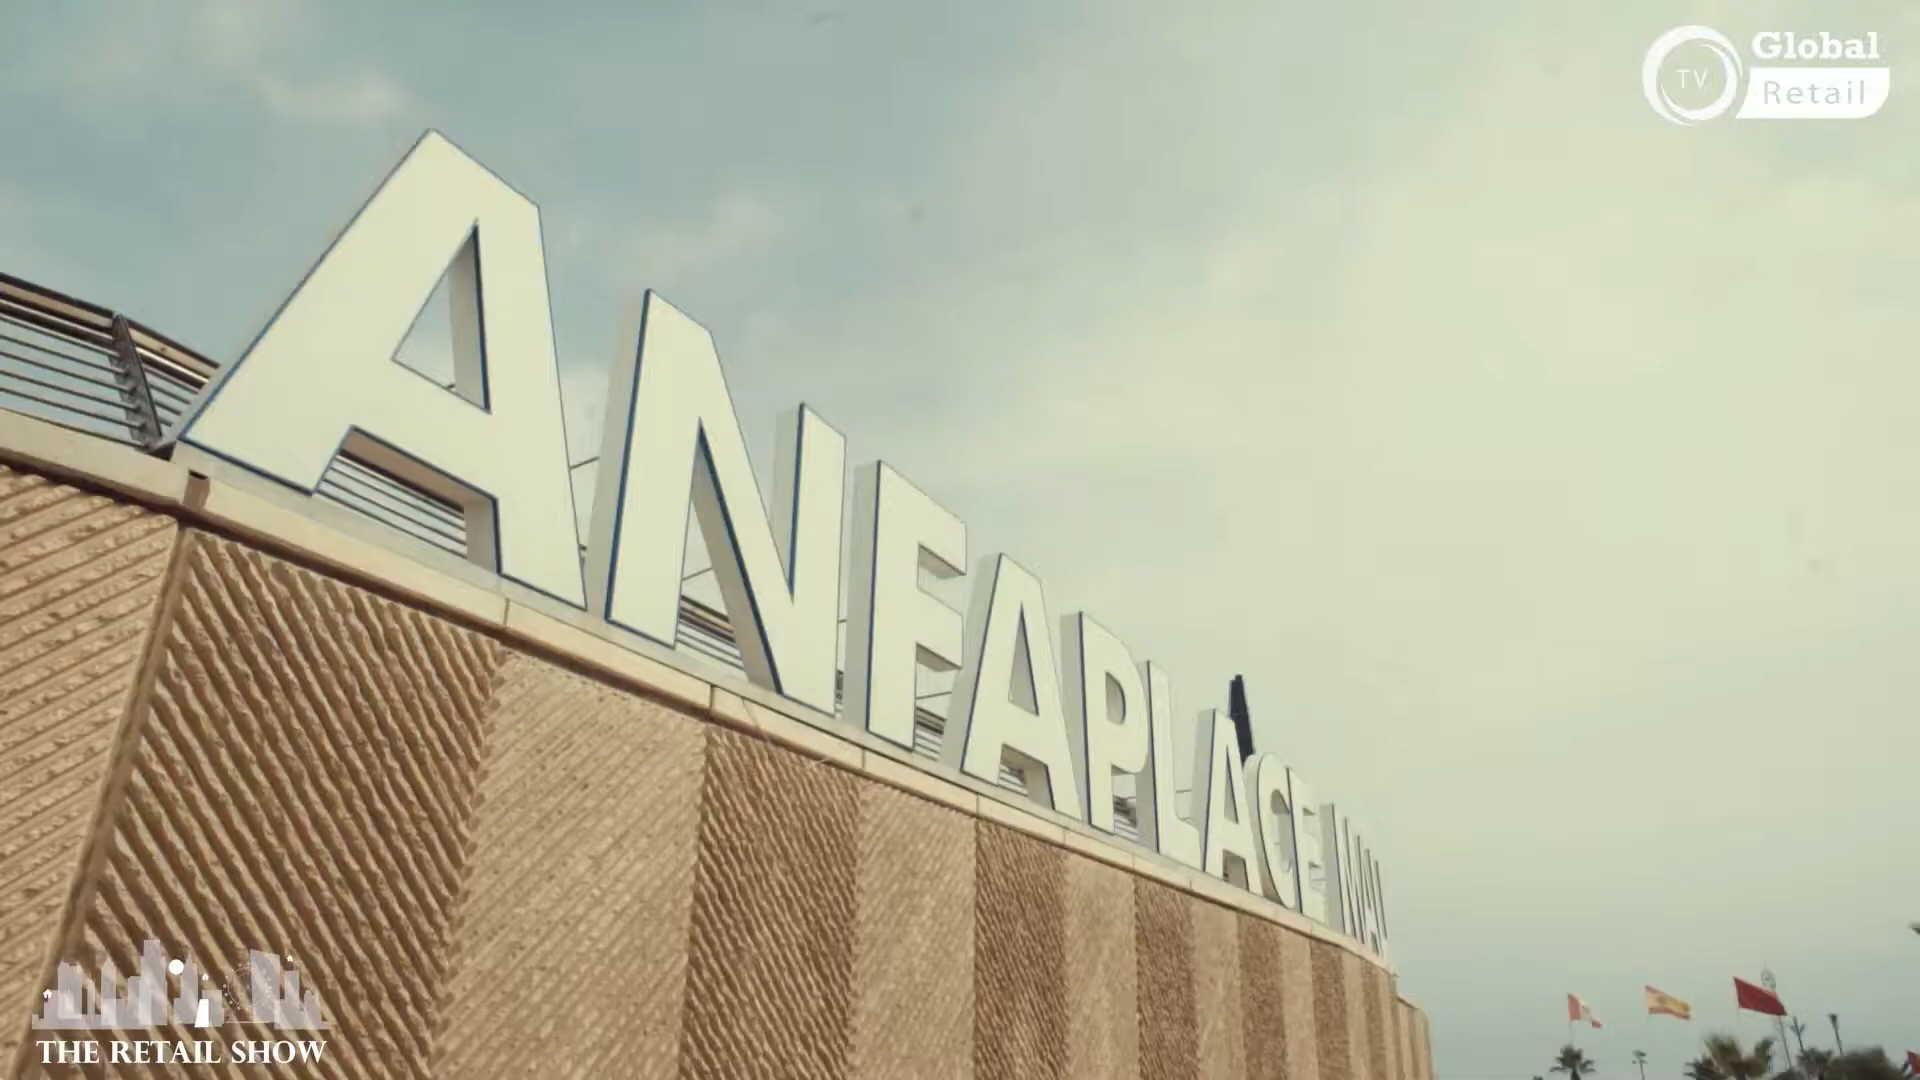 TV
Global
Retail
ANFAPLACE
THE RETAIL SHOW